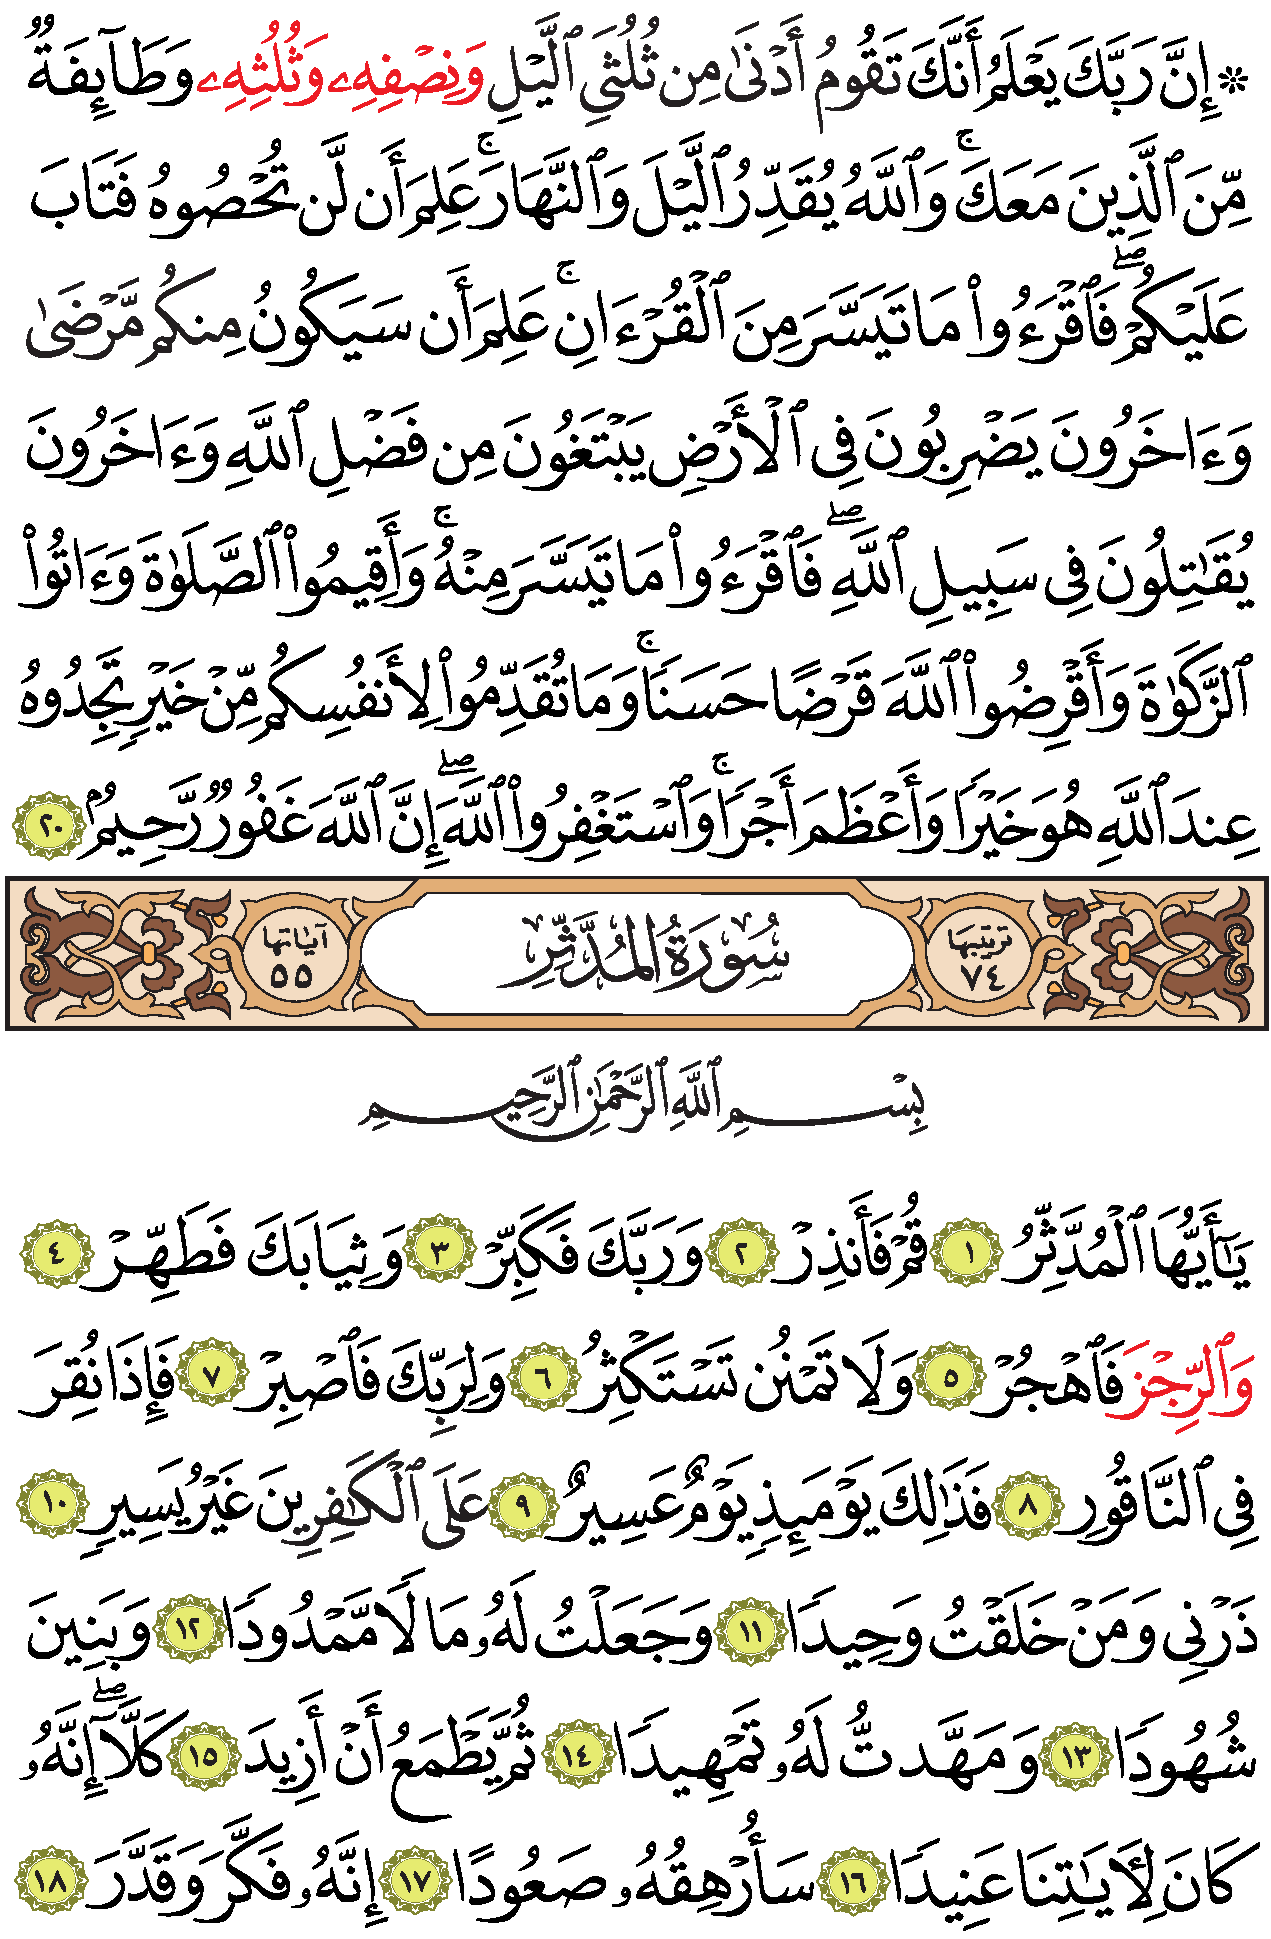 ۞ إِنَّ رَبَّكَ يَعْلَمُ أَنَّكَ تَقُومُ أَدْنَىٰ مِن ثُلُثَيِ ٱلَّيْلِ وَنِصْفِهِۦ وَثُلُثِهِۦ وَطَآئِفَةٌ
مِّنَ ٱلَّذِينَ مَعَكَۚ وَٱللَّهُ يُقَدِّرُ ٱلَّيْلَ وَٱلنَّهَارَۚ عَلِمَ أَن لَّن تُحْصُوهُ فَتَابَ
عَلَيْكُمْۖ فَٱقْرَءُوا۟ مَا تَيَسَّرَ مِنَ ٱلْقُرْءَانِۚ عَلِمَ أَن سَيَكُونُ مِنكُم مَّرْضَىٰ
وَءَاخَرُونَ يَضْرِبُونَ فِى ٱلْأَرْضِ يَبْتَغُونَ مِن فَضْلِ ٱللَّهِ وَءَاخَرُونَ
يُقَٰتِلُونَ فِى سَبِيلِ ٱللَّهِۖ فَٱقْرَءُوا۟ مَا تَيَسَّرَ مِنْهُۚ وَأَقِيمُوا۟ ٱلصَّلَوٰةَ وَءَاتُوا۟
ٱلزَّكَوٰةَ وَأَقْرِضُوا۟ ٱللَّهَ قَرْضًا حَسَنًاۚ وَمَا تُقَدِّمُوا۟ لِأَنفُسِكُم مِّنْ خَيْرٍ تَجِدُوهُ
عِندَ ٱللَّهِ هُوَ خَيْرًا وَأَعْظَمَ أَجْرًاۚ وَٱسْتَغْفِرُوا۟ ٱللَّهَۖ إِنَّ ٱللَّهَ غَفُورٌ رَّحِيمٌۢ ٢٠
ترتيبها ٧٤ سُورَةُ المُدَّثِّرِ آياتها ٥٥
بِسْمِ ٱللَّهِ ٱلرَّحْمَٰنِ ٱلرَّحِيمِ
يَٰٓأَيُّهَا ٱلْمُدَّثِّرُ ١ قُمْ فَأَنذِرْ ٢ وَرَبَّكَ فَكَبِّرْ ٣ وَثِيَابَكَ فَطَهِّرْ ٤
وَٱلرِّجْزَ فَٱهْجُرْ ٥ وَلَا تَمْنُن تَسْتَكْثِرُ ٦ وَلِرَبِّكَ فَٱصْبِرْ ٧ فَإِذَا نُقِرَ
فِى ٱلنَّاقُورِ ٨ فَذَٰلِكَ يَوْمَئِذٍ يَوْمٌ عَسِيرٌ ٩ عَلَى ٱلْكَٰفِرِينَ غَيْرُ يَسِيرٍ ١٠
ذَرْنِى وَمَنْ خَلَقْتُ وَحِيدًا ١١ وَجَعَلْتُ لَهُۥ مَالًا مَّمْدُودًا ١٢ وَبَنِينَ
شُهُودًا ١٣ وَمَهَّدتُّ لَهُۥ تَمْهِيدًا ١٤ ثُمَّ يَطْمَعُ أَنْ أَزِيدَ ١٥ كَلَّآۖ إِنَّهُۥ
كَانَ لِأَيَٰتِنَا عَنِيدًا ١٦ سَأُرْهِقُهُۥ صَعُودًا ١٧ إِنَّهُۥ فَكَّرَ وَقَدَّرَ ١٨